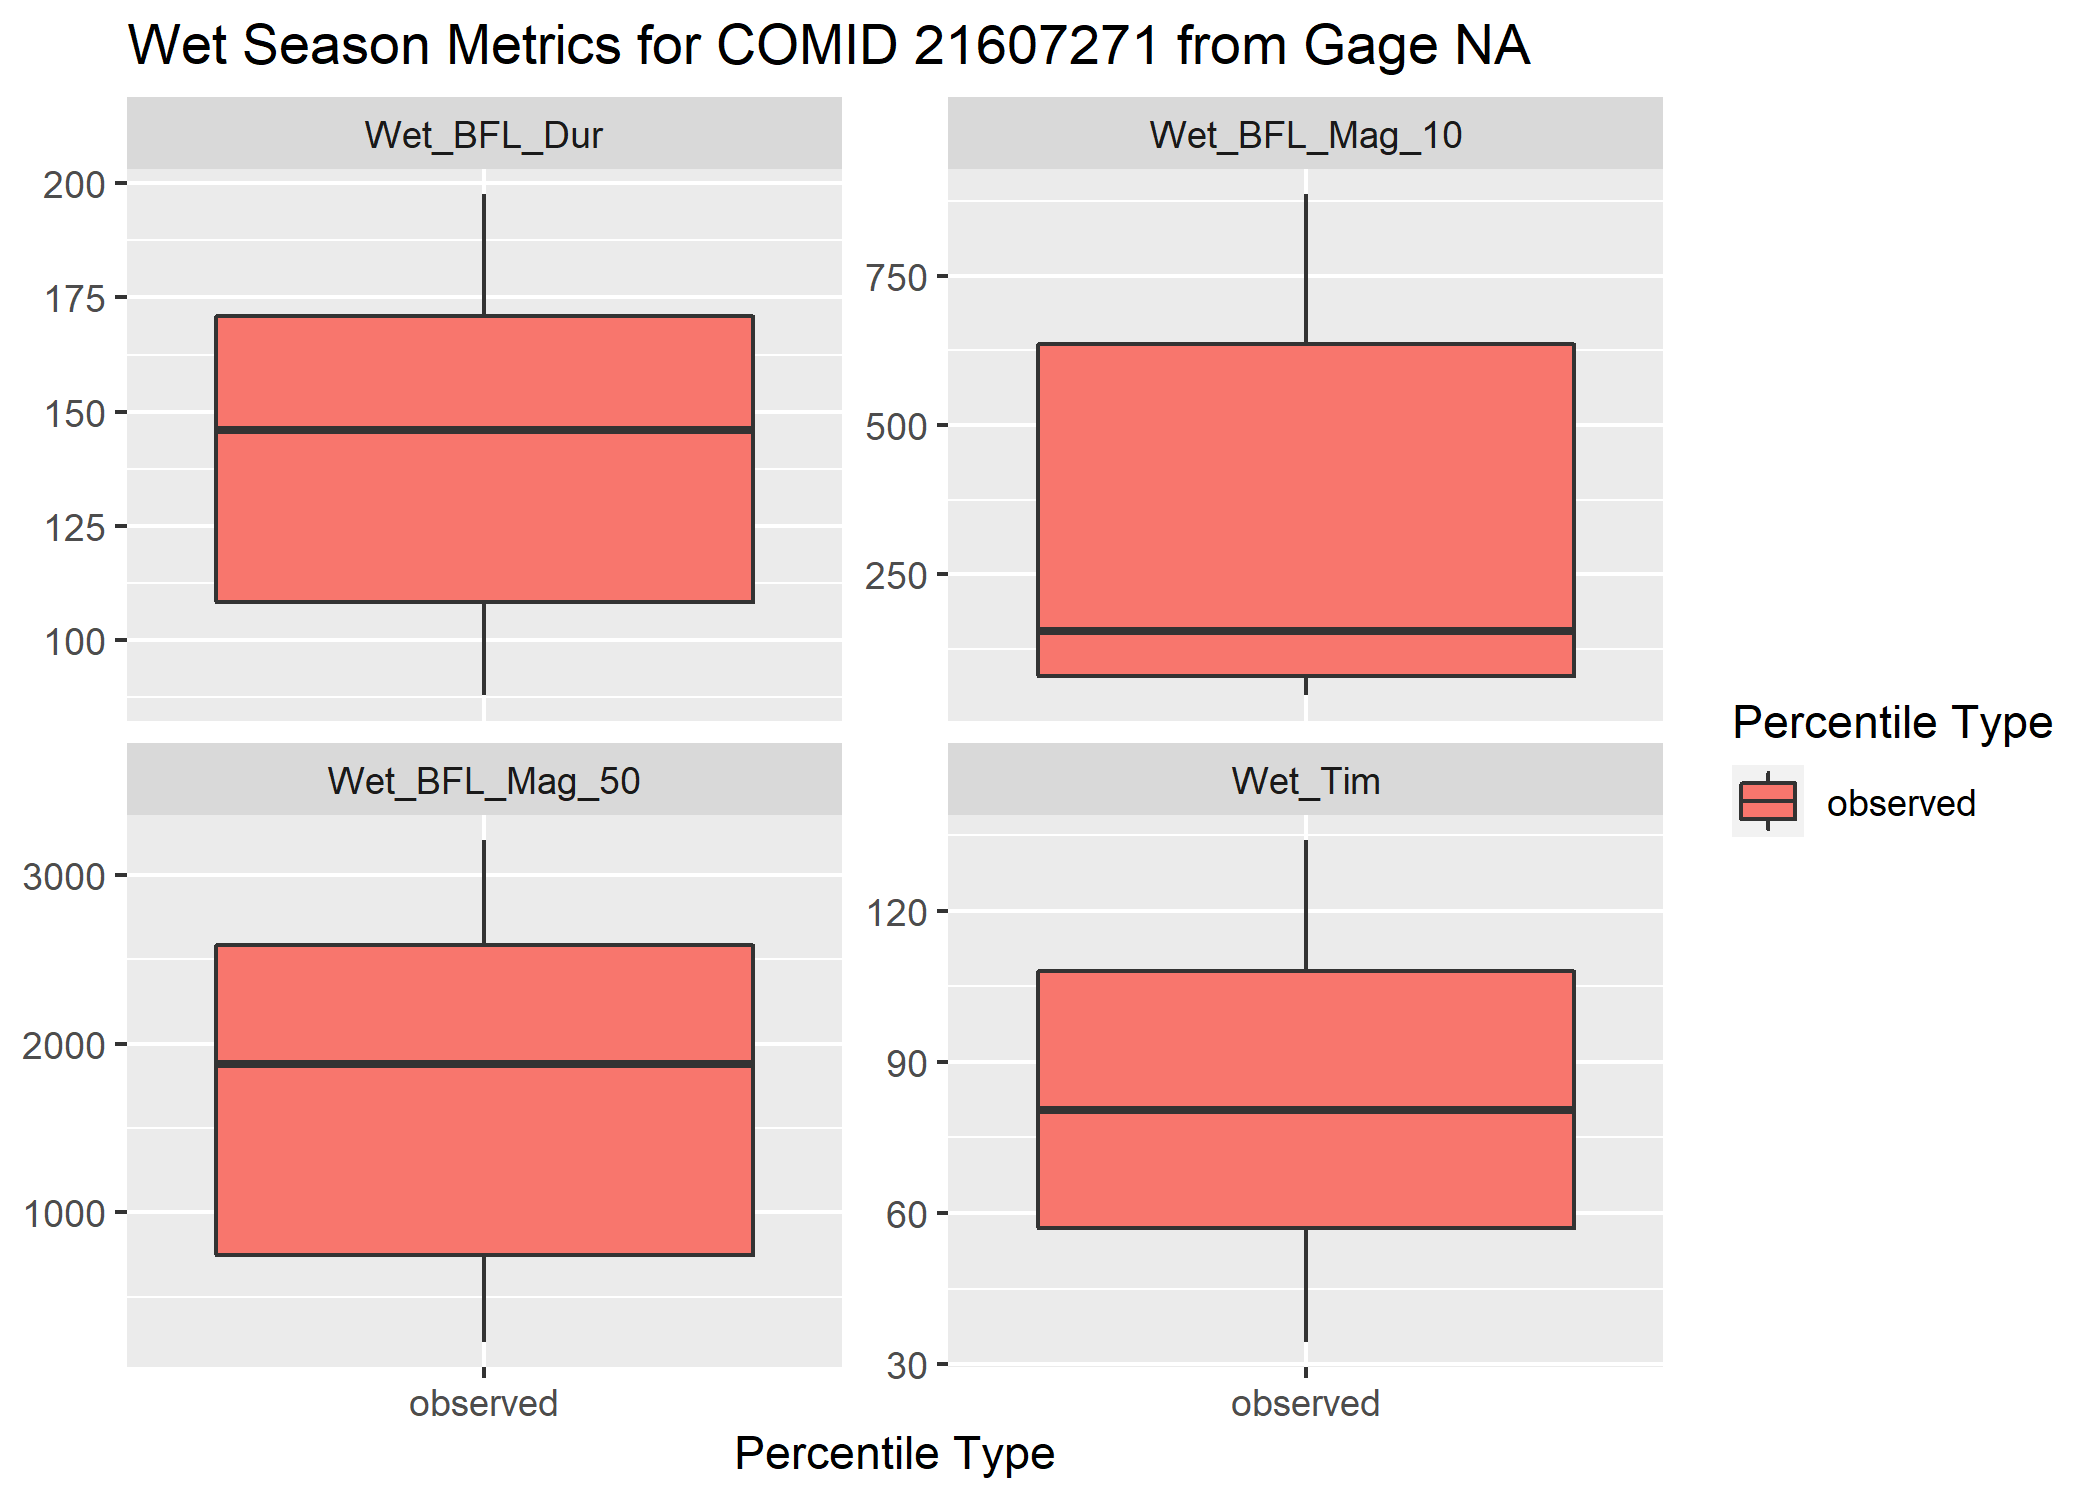 Wet Season Metrics for COMID 21607271 from Gage NA
Wet_BFL_Dur
200
175
150
125
100
Wet_BFL_Mag_10
750
500
250
Wet_BFL_Mag_50
3000
2000
1000
observed
Wet_Tim
120
90
60
30
observed
Percentile Type
Percentile Type
observed